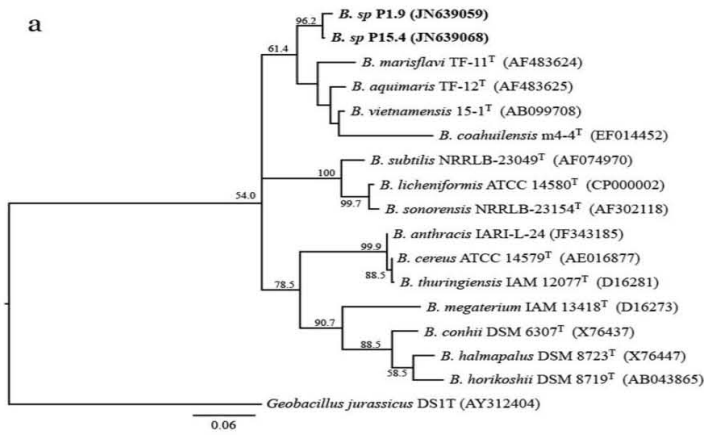 a
96.2
B. sp P1.9 (JN639059)
B. sp P15.4 (JN639068)
61.4
B. marisflavi TF-11ᵀ (AF483624)
B. aquimaris TF-12ᵀ (AF483625)
B. vietnamensis 15-1ᵀ (AB099708)
B. coahuilensis m4-4ᵀ (EF014452)
B. subtilis NRRLB-23049ᵀ (AF074970)
100
B. licheniformis ATCC 14580ᵀ (CP000002)
54.0
99.7
B. sonorensis NRRLB-23154ᵀ (AF302118)
B. anthracis IARI-L-24 (JF343185)
99.9
B. cereus ATCC 14579ᵀ (AE016877)
88.5
B. thuringiensis IAM 12077ᵀ (D16281)
78.5
B. megaterium IAM 13418ᵀ (D16273)
90.7
B. conhii DSM 6307ᵀ (X76437)
88.5
B. halmapalus DSM 8723ᵀ (X76447)
58.5
B. horikoshii DSM 8719ᵀ (AB043865)
Geobacillus jurassicus DS1T (AY312404)
0.06